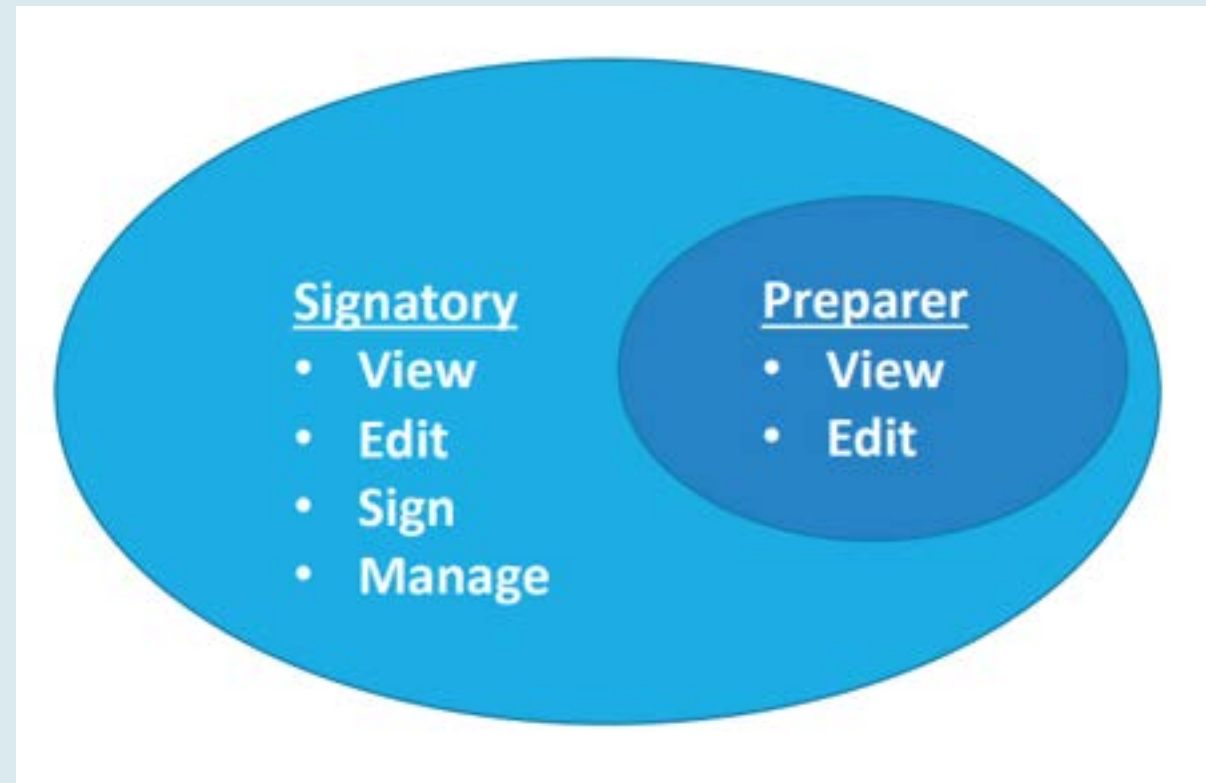 Signatory
• View
• Edit
• Sign
• Manage
Preparer
• View
• Edit